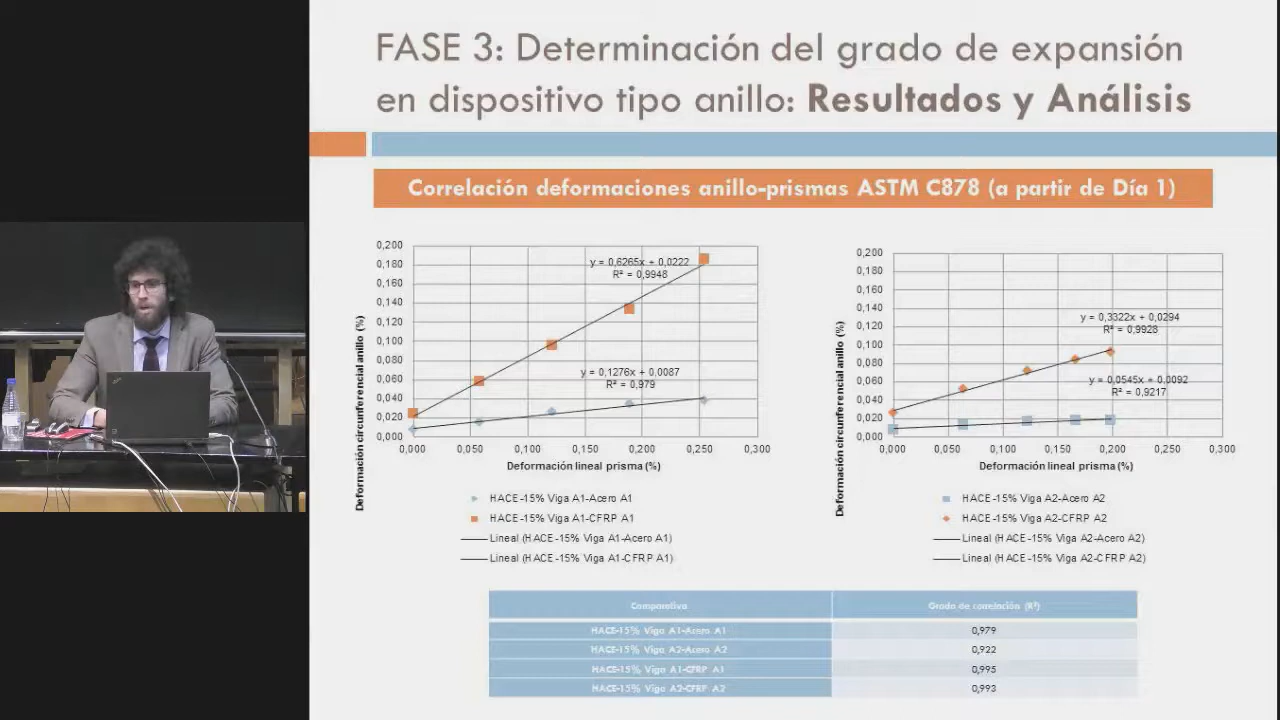 FASE 3: Determinación del grado de expansión
en dispositivo tipo anillo: Resultados y Análisis
Correlación deformaciones anillo-prismas ASTM C878 (a partir de Día 1)
Deformación circunferencial anillo (%)
0,200
0,180
0,160
0,140
0,120
0,100
0,080
0,060
0,040
0,020
0,000
y = 0,6265x + 0,0222
R² = 0,9948
y = 0,1276x + 0,0087
R² = 0,979
0,000 0,050 0,100 0,150 0,200 0,250 0,300
Deformación lineal prisma (%)
HACE-15% Viga A1-Acero A1
HACE-15% Viga A1-CFRP A1
Lineal (HACE-15% Viga A1-Acero A1)
Lineal (HACE-15% Viga A1-CFRP A1)
Deformación circunferencial anillo (%)
0,200
0,180
0,160
0,140
0,120
0,100
0,080
0,060
0,040
0,020
0,000
y = 0,3322x + 0,0294
R² = 0,9928
y = 0,0545x + 0,0092
R² = 0,9217
0,000 0,050 0,100 0,150 0,200 0,250 0,300
Deformación lineal prisma (%)
HACE-15% Viga A2-Acero A2
HACE-15% Viga A2-CFRP A2
Lineal (HACE-15% Viga A2-Acero A2)
Lineal (HACE-15% Viga A2-CFRP A2)
Comparativa Grado de correlación (R²)
HACE-15% Viga A1-Acero A1 0,979
HACE-15% Viga A2-Acero A2 0,922
HACE-15% Viga A1-CFRP A1 0,995
HACE-15% Viga A2-CFRP A2 0,993